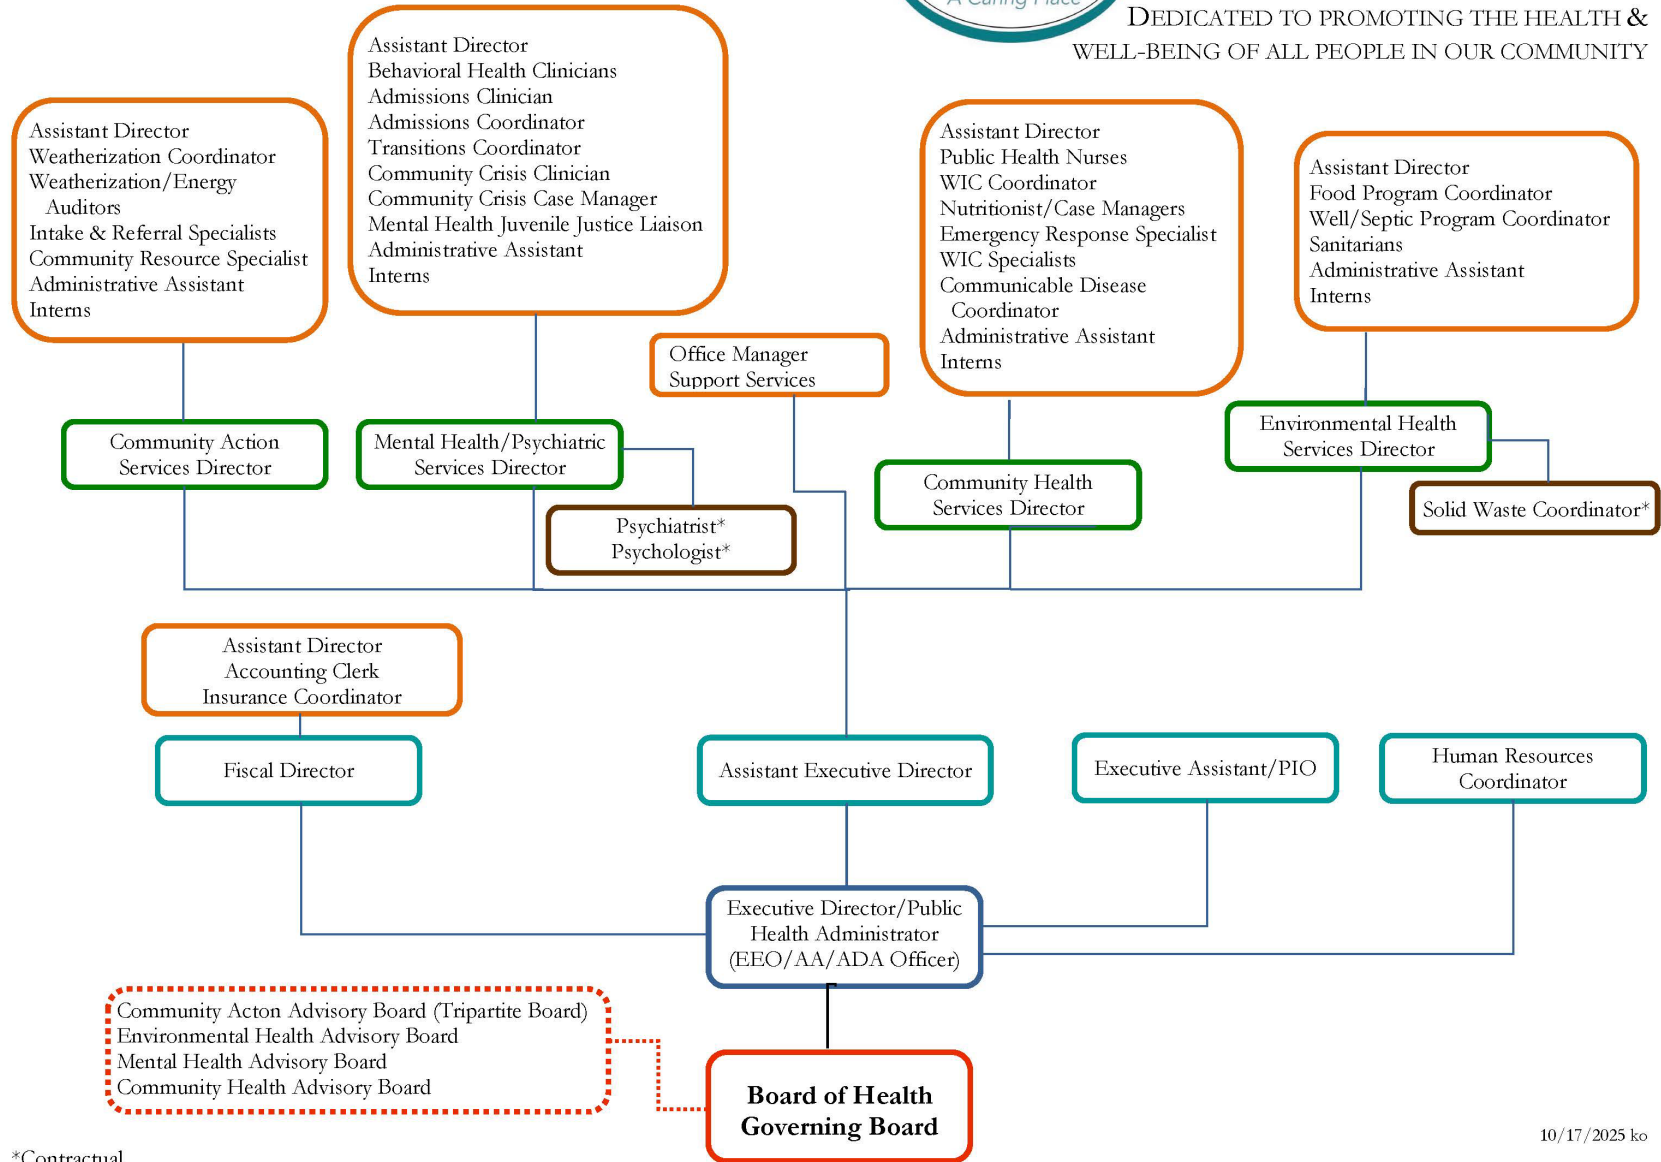 A Caring Place
DEDICATED TO PROMOTING THE HEALTH &
WELL-BEING OF ALL PEOPLE IN OUR COMMUNITY
Assistant Director
Weatherization Coordinator
Weatherization/Energy
Auditors
Intake & Referral Specialists
Community Resource Specialist
Administrative Assistant
Interns
Assistant Director
Behavioral Health Clinicians
Admissions Clinician
Admissions Coordinator
Transitions Coordinator
Community Crisis Clinician
Community Crisis Case Manager
Mental Health Juvenile Justice Liaison
Administrative Assistant
Interns
Office Manager
Support Services
Assistant Director
Public Health Nurses
WIC Coordinator
Nutritionist/Case Managers
Emergency Response Specialist
WIC Specialists
Communicable Disease
Coordinator
Administrative Assistant
Interns
Assistant Director
Food Program Coordinator
Well/Septic Program Coordinator
Sanitarians
Administrative Assistant
Interns
Community Action
Services Director
Mental Health/Psychiatric
Services Director
Psychiatrist*
Psychologist*
Community Health
Services Director
Environmental Health
Services Director
Solid Waste Coordinator*
Assistant Director
Accounting Clerk
Insurance Coordinator
Fiscal Director
Assistant Executive Director
Executive Assistant/PIO
Human Resources
Coordinator
Executive Director/Public
Health Administrator
(EEO/AA/ADA Officer)
Community Acton Advisory Board (Tripartite Board)
Environmental Health Advisory Board
Mental Health Advisory Board
Community Health Advisory Board
Board of Health
Governing Board
10/17/2025 ko
*Contractual